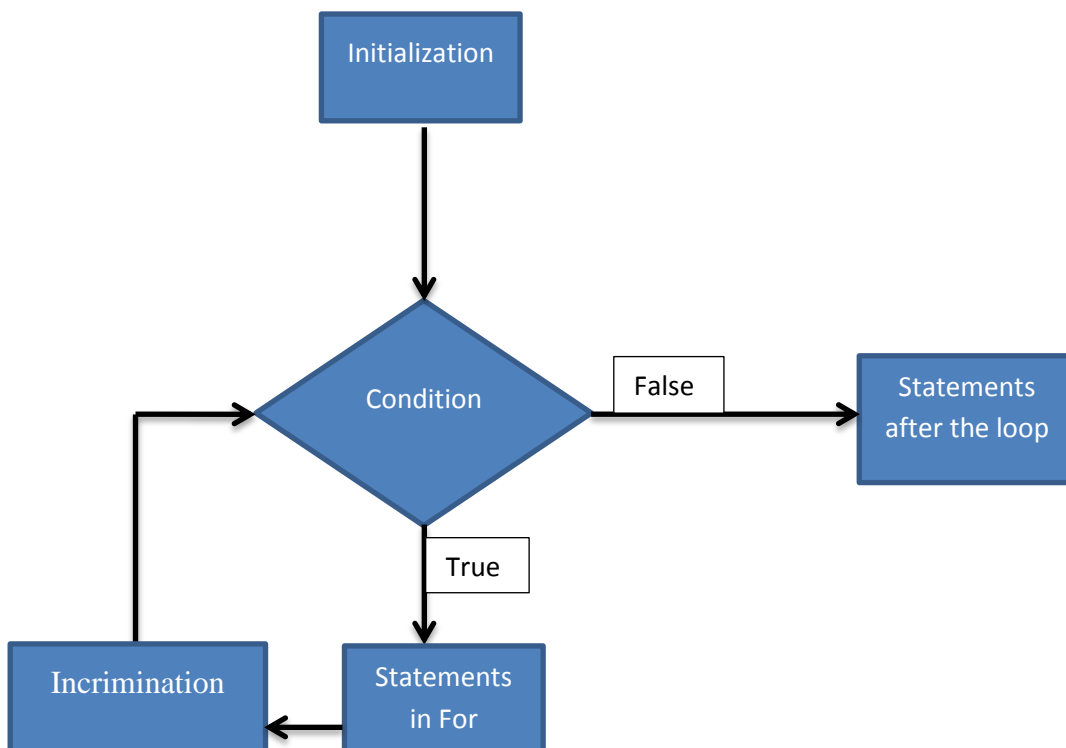 Initialization
Condition
False
Statements
after the loop
True
Incrimination
Statements
in For